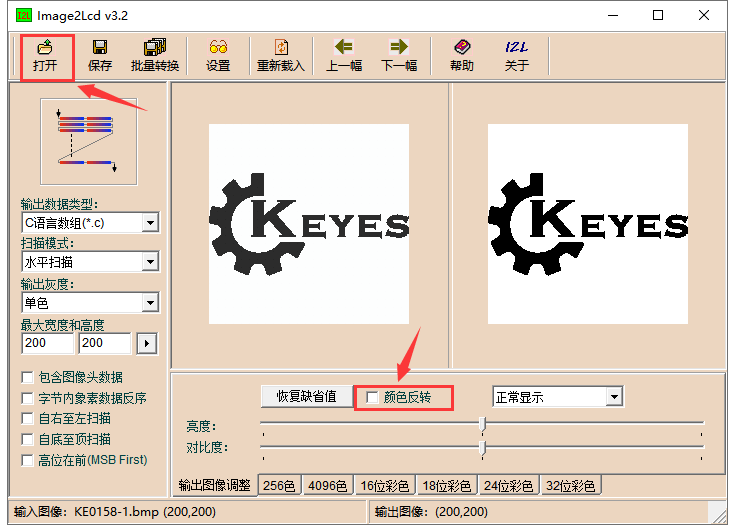 I2L Image2Lcd v3.2
打开 保存 批量转换 设置 重新载入 上一幅 下一幅 帮助 I2L 关于
输出数据类型:
C语言数组(*.c)
扫描模式:
水平扫描
输出灰度:
单色
最大宽度和高度
200 200
包含图像头数据
字节内象素数据反序
自右至左扫描
自底至顶扫描
高位在前(MSB First)
KEYES
KEYES
恢复缺省值 颜色反转 正常显示
亮度:
对比度:
输出图像调整 256色 4096色 16位彩色 18位彩色 24位彩色 32位彩色
输入图像: KE0158-1.bmp (200,200) 输出图像: (200,200)